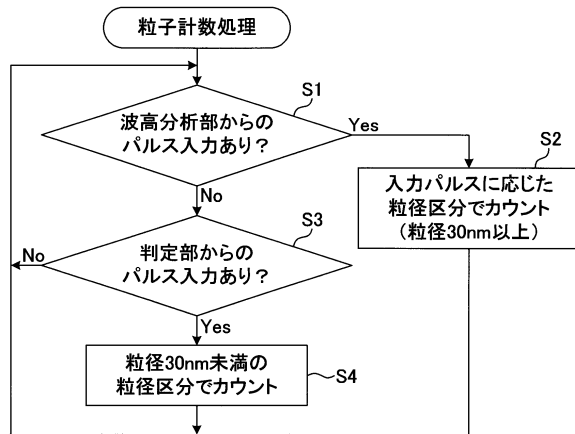 粒子計数処理
S1
波高分析部からの
パルス入力あり？
Yes
S2
入力パルスに応じた
粒径区分でカウント
（粒径30nm以上）
No
S3
判定部からの
パルス入力あり？
No
Yes
粒径30nm未満の
粒径区分でカウント
S4